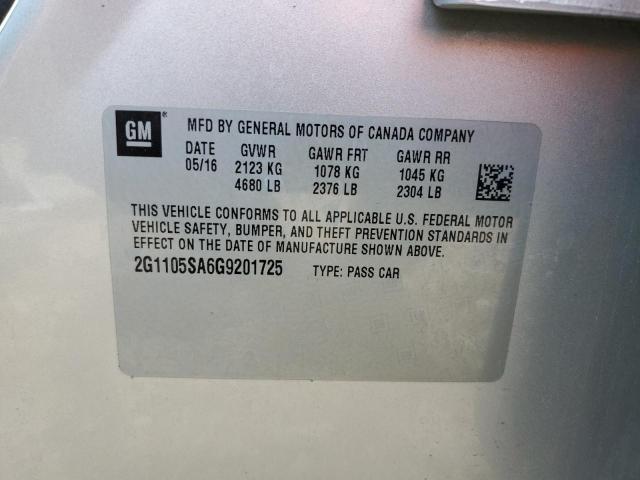 GM ® MFD BY GENERAL MOTORS OF CANADA COMPANY
DATE GVWR GAWR FRT GAWR RR
05/16 2123 KG 1078 KG 1045 KG
4680 LB 2376 LB 2304 LB
THIS VEHICLE CONFORMS TO ALL APPLICABLE U.S. FEDERAL MOTOR
VEHICLE SAFETY, BUMPER, AND THEFT PREVENTION STANDARDS IN
EFFECT ON THE DATE OF MANUFACTURE SHOWN ABOVE.
2G1105SA6G9201725 TYPE: PASS CAR